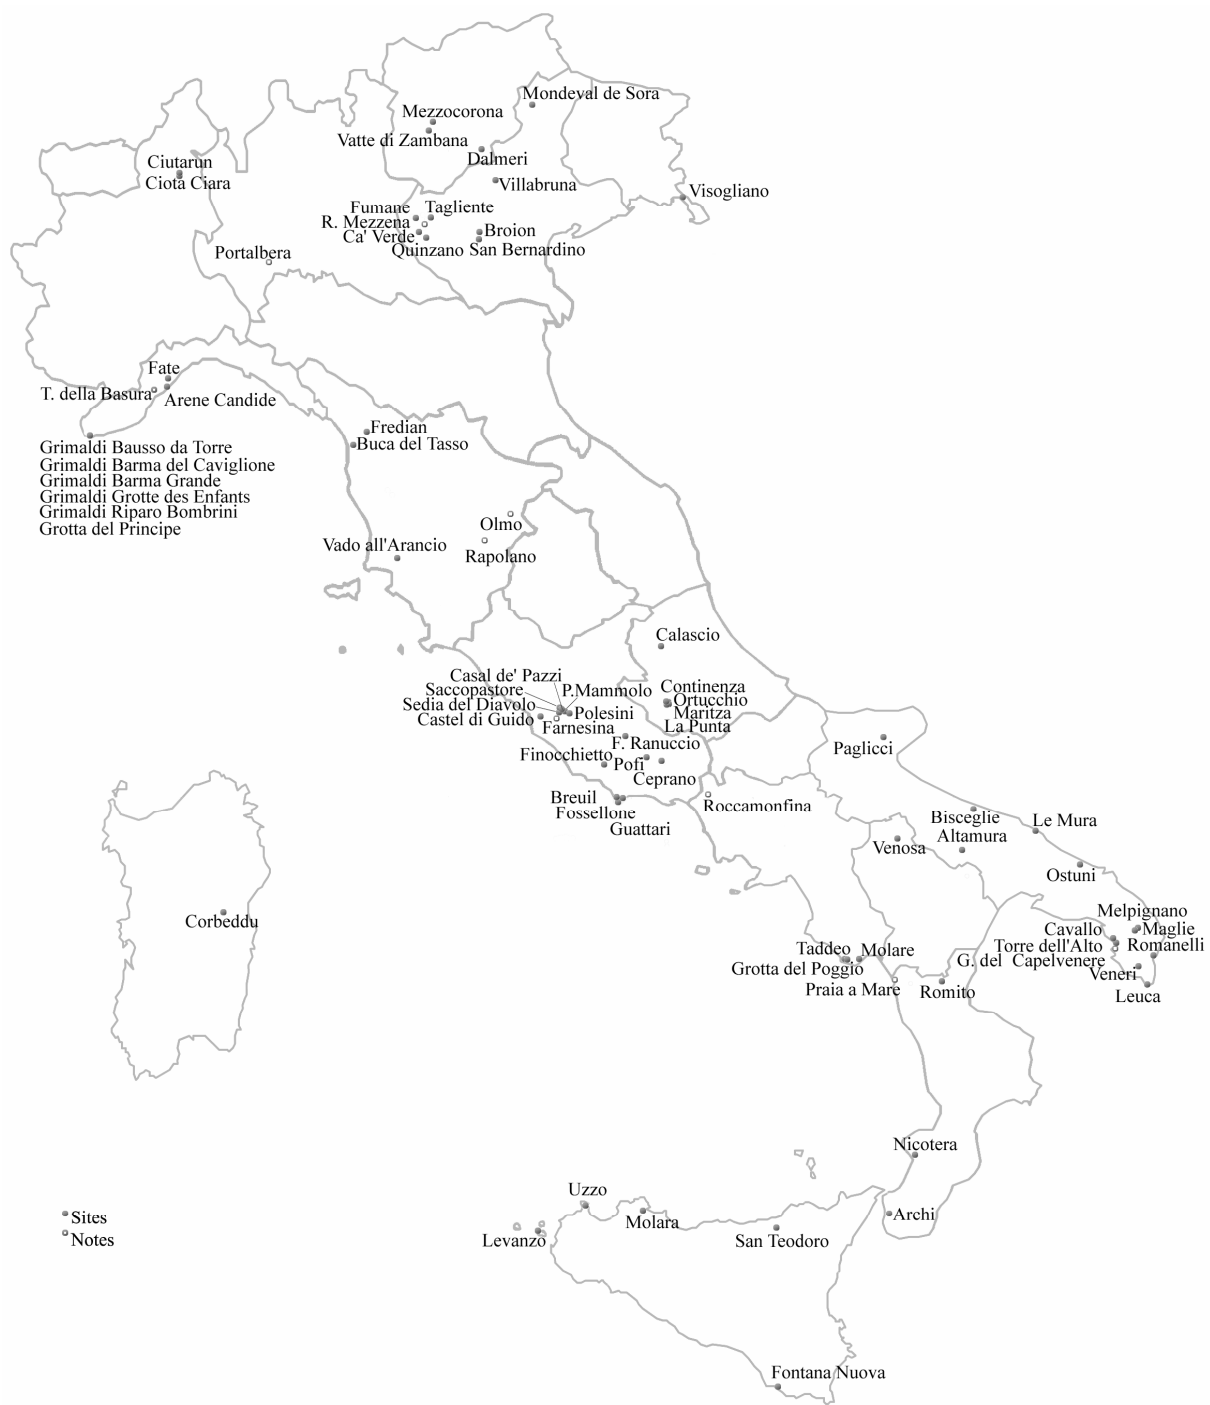 Mondeval de Sora
Mezzocorona
Vatte di Zambana
Dalmeri
Ciutarun
Ciota Ciara
Villabruna
Visogliano
Fumane
Tagliente
R. Mezzena
Ca' Verde
Broion
Quinzano
San Bernardino
Portalbera
Fate
T. della Basura
Arene Candide
Fredian
Buca del Tasso
Grimaldi Bausso da Torre
Grimaldi Barma del Caviglione
Grimaldi Barma Grande
Grimaldi Grotte des Enfants
Grimaldi Riparo Bombrini
Grotta del Principe
Olmo
Vado all'Arancio
Rapolano
Calascio
Casal de' Pazzi
Saccopastore
P.Mammolo
Continenza
Sedia del Diavolo
Ortucchio
Castel di Guido
Polesini
Maritza
Farnesina
La Punta
F. Ranuccio
Paglicci
Finocchietto
Pofi
Ceprano
Breuil
Roccamonfina
Fossellone
Guattari
Bisceglie
Le Mura
Altamura
Venosa
Ostuni
Corbeddu
Melpignano
Cavallo
Maglie
Torre dell'Alto
Romanelli
Taddeo
Molare
G. del Capelvenere
Grotta del Poggio
Veneri
Praia a Mare
Romito
Leuca
Nicotera
Uzzo
Archi
Molara
Levanzo
San Teodoro
Sites
Notes
Fontana Nuova